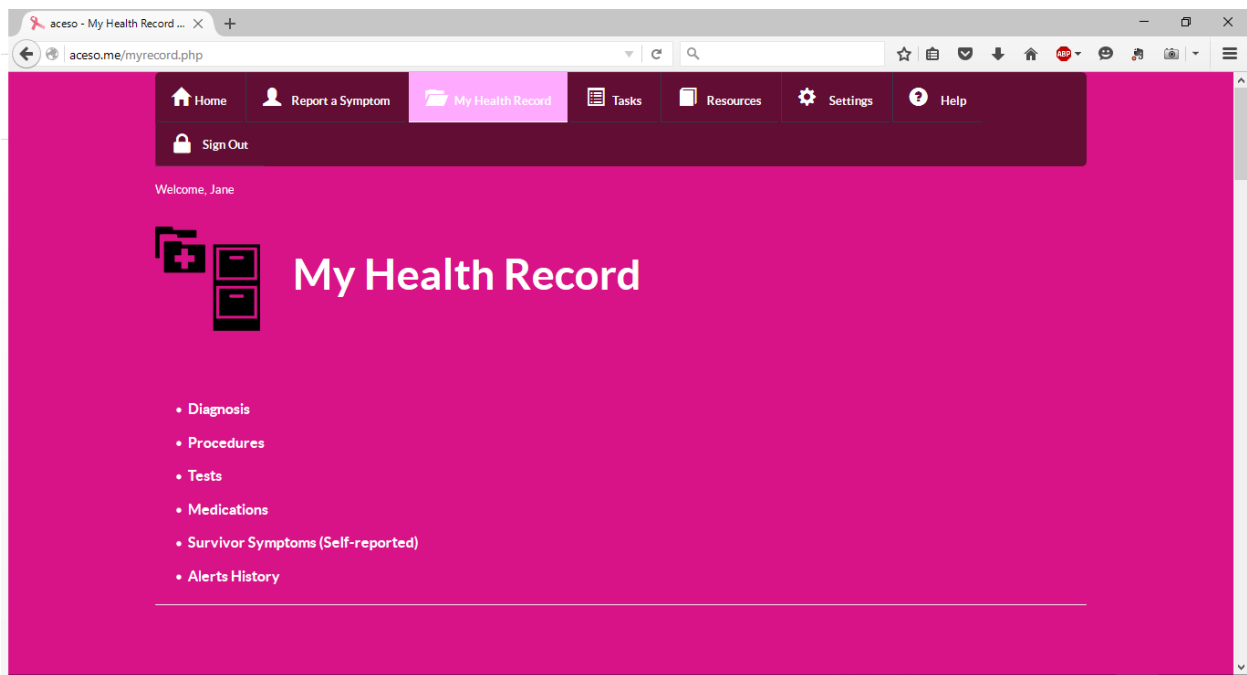 aceso - My Health Record ...
aceso.me/myrecord.php
ABP
Home Report a Symptom My Health Record Tasks Resources Settings Help
Sign Out
Welcome, Jane
My Health Record
• Diagnosis
• Procedures
• Tests
• Medications
• Survivor Symptoms (Self-reported)
• Alerts History